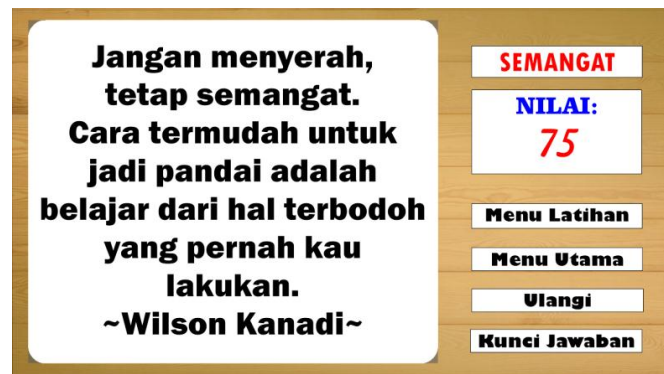 Jangan menyerah,
tetap semangat.
Cara termudah untuk
jadi pandai adalah
belajar dari hal terbodoh
yang pernah kau
lakukan.
~Wilson Kanadi~
SEMANGAT
NILAI:
75
Menu Latihan
Menu Utama
Ulangi
Kunci Jawaban